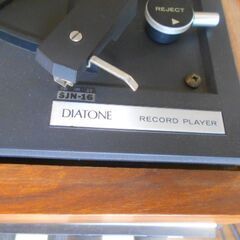 REJECT
SJN-16
DIATONE RECORD PLAYER